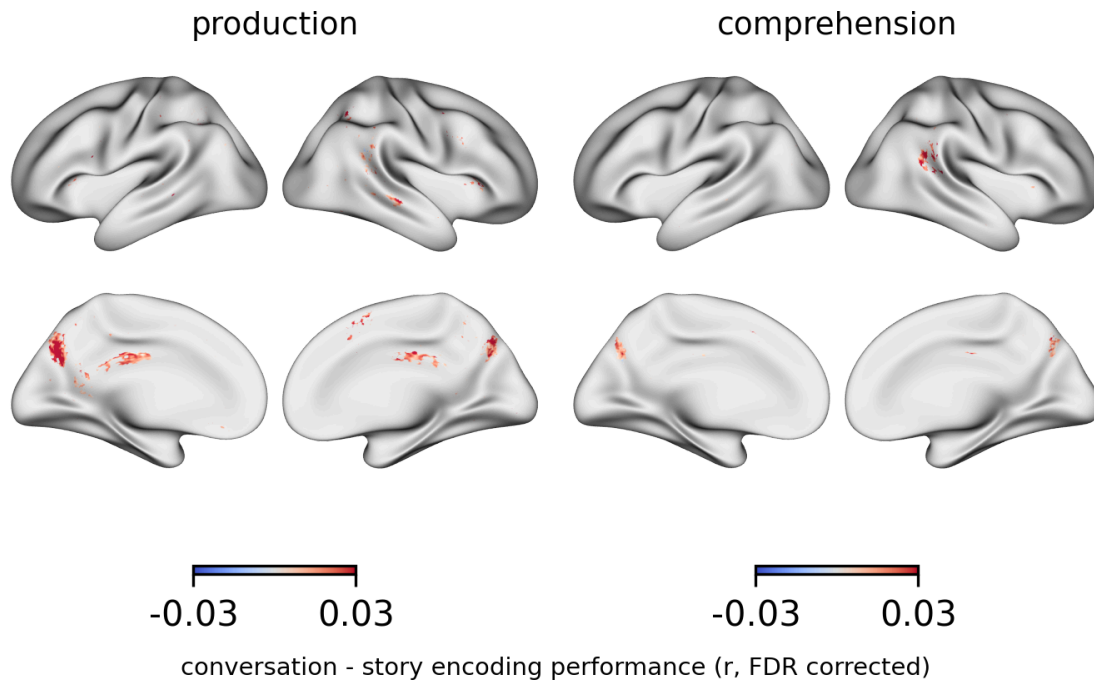 production
comprehension
-0.03 0.03
-0.03 0.03
conversation - story encoding performance (r, FDR corrected)